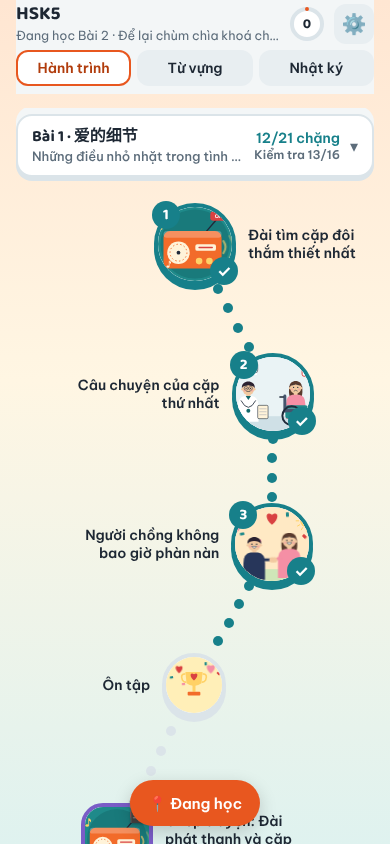 HSK5
Đang học Bài 2 · Để lại chùm chìa khoá ch...
0
Hành trình
Từ vựng
Nhật ký
Bài 1 · 爱的细节
12/21 chặng
Những điều nhỏ nhặt trong tình ...
Kiểm tra 13/16
1
Đài tìm cặp đôi
thắm thiết nhất
2
Câu chuyện của cặp
thứ nhất
3
Người chồng không
bao giờ phàn nàn
Ôn tập
Đang học
Đài
phát thanh và cặp